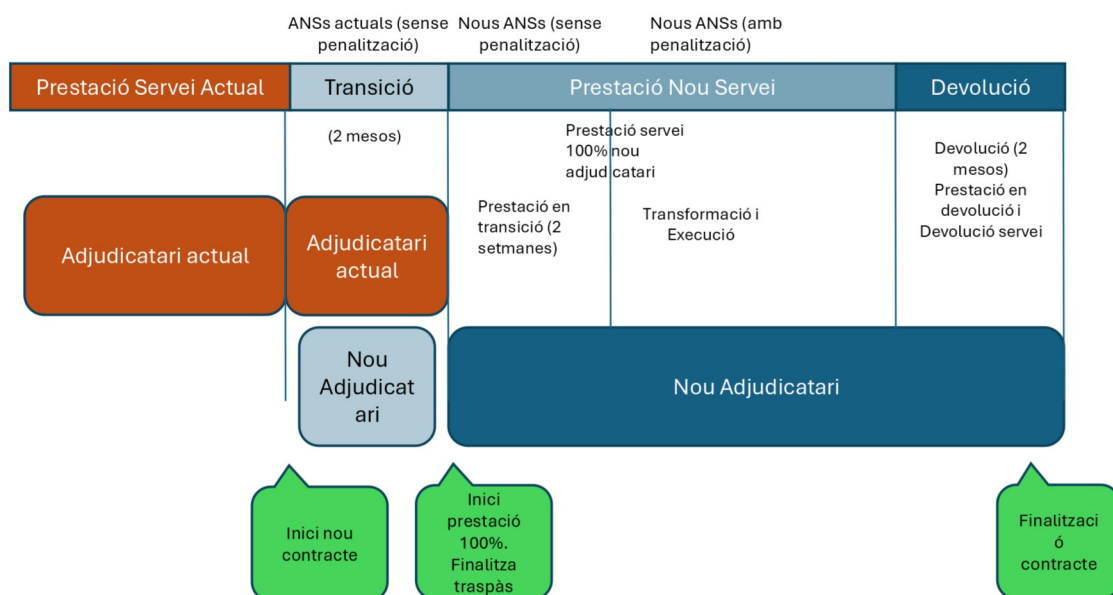 ANSs actuals (sense
penalització)
Nous ANSs (sense
penalització)
Nous ANSs (amb
penalització)
Prestació Servei Actual
Transició
Prestació Nou Servei
Devolució
(2 mesos)
Prestació servei
100% nou
adjudicatari
Devolució (2
mesos)
Prestació en
devolució i
Devolució servei
Prestació en
transició (2
setmanes)
Transformació i
Execució
Adjudicatari actual
Adjudicatari
actual
Nou
Adjudicat
ari
Nou Adjudicatari
Inici nou
contracte
Inici
prestació
100%.
Finalitza
traspàs
Finalitzaci
ó
contracte